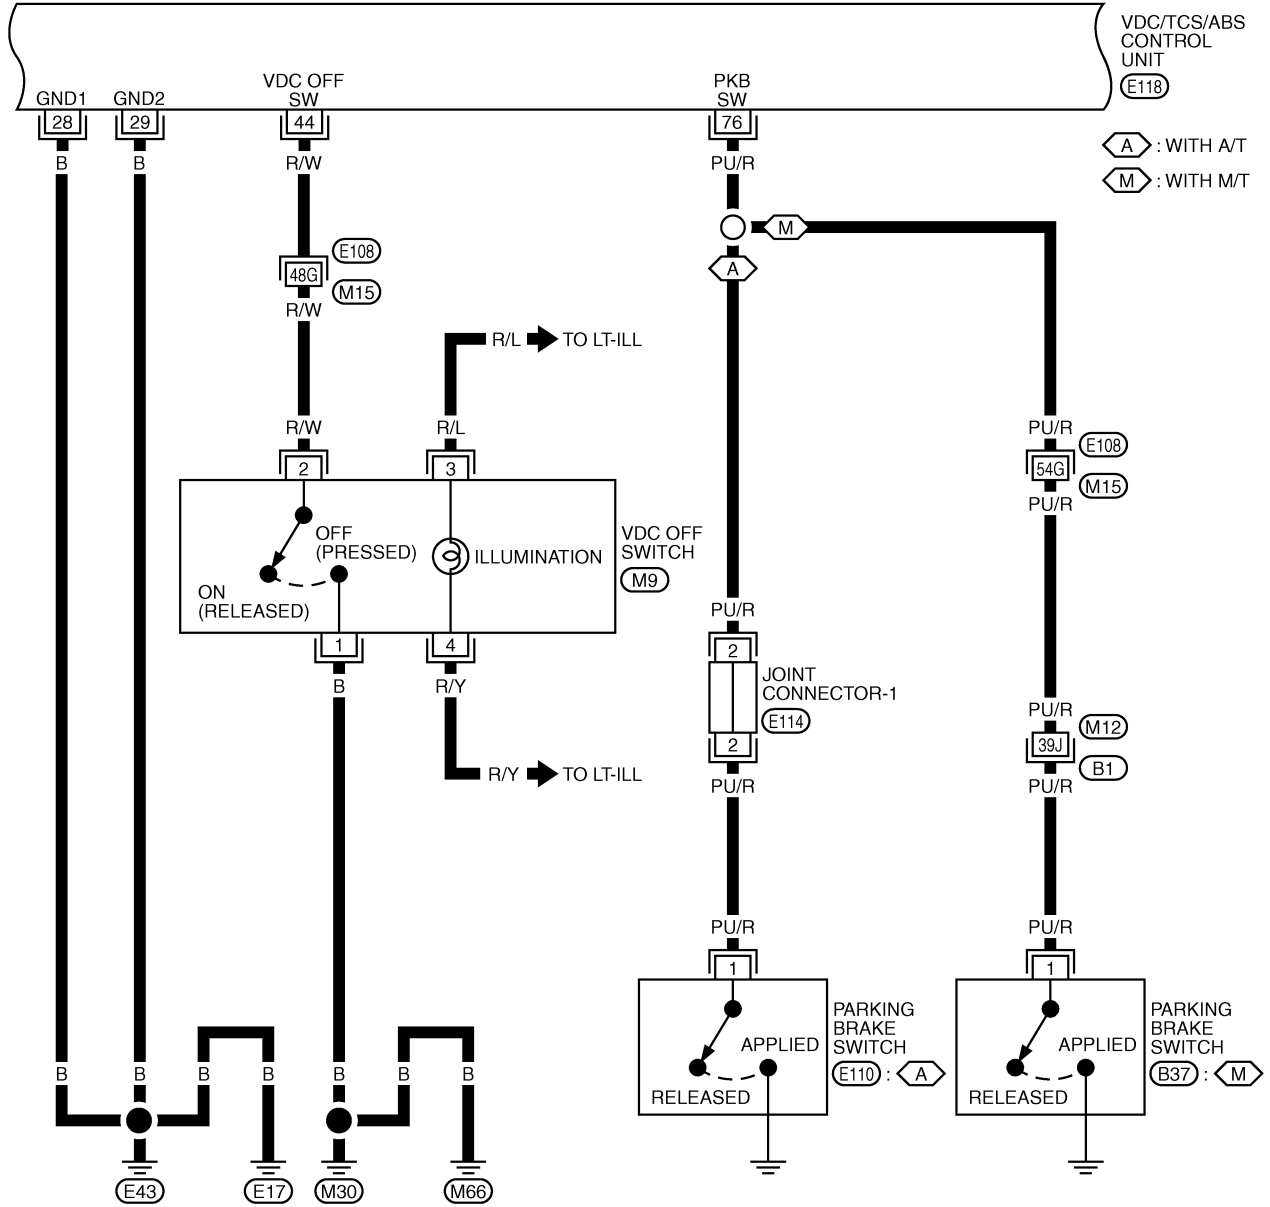 VDC/TCS/ABS
CONTROL
UNIT
E118
VDC OFF
SW
PKB
SW
GND1
GND2
28
29
44
76
B
B
R/W
PU/R
A : WITH A/T
M : WITH M/T
M
A
E108
48G
M15
R/W
R/L
TO LT-ILL
R/W
R/L
PU/R
E108
54G
M15
PU/R
2
3
OFF
(PRESSED)
ON
(RELEASED)
ILLUMINATION
VDC OFF
SWITCH
M9
1
4
B
R/Y
R/Y
TO LT-ILL
PU/R
2
JOINT
CONNECTOR-1
E114
2
PU/R
PU/R
M12
39J
B1
PU/R
PU/R
PU/R
1
1
APPLIED
RELEASED
PARKING
BRAKE
SWITCH
E110 : A
APPLIED
RELEASED
PARKING
BRAKE
SWITCH
B37 : M
B
B
B
B
B
B
B
E43
E17
M30
M66